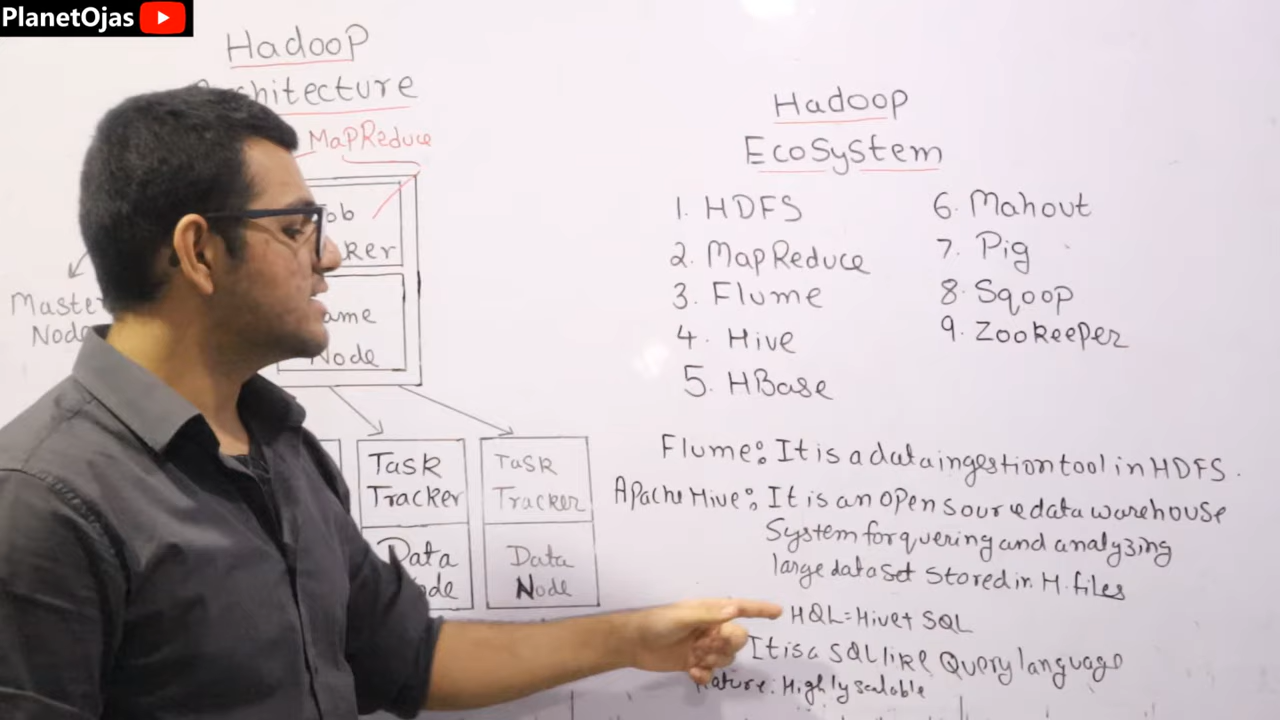 PlanetOjas
Hadoop
Architecture
MapReduce
Job
Name
Node
Master
Node
Task
Tracker
Data
Task
Tracker
Data
Node
Hadoop
EcoSystem
1. HDFS
2. MapReduce
3. Flume
4. Hive
5. HBase
6. Mahout
7. Pig
8. Sqoop
9. Zookeeper
Flume: It is a data ingestion tool in HDFS.
Apache Hive: It is an open source data warehouse
System for quering and analyzing
large data set stored in H. files
HQL = Hive + SQL
It is a SQL like Query language
Highly scalable